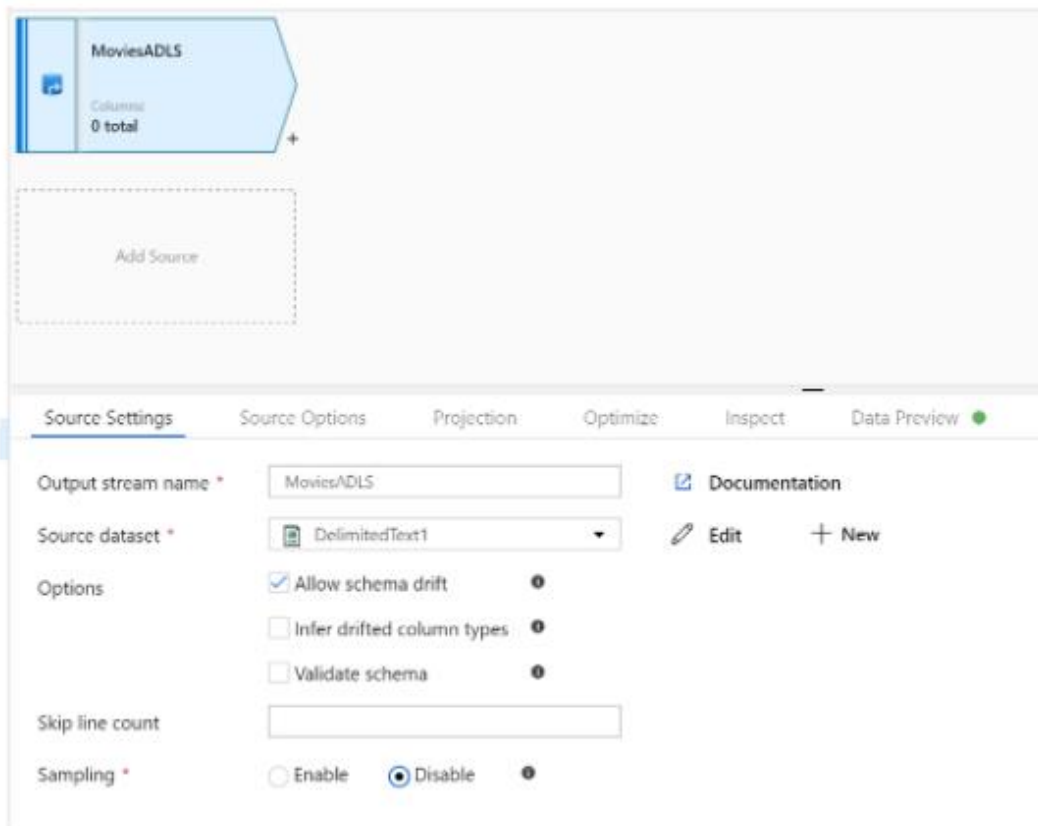 MoviesADLS
Columns:
0 total
+
Add Source
Source Settings Source Options Projection Optimize Inspect Data Preview
Output stream name * MoviesADLS Documentation
Source dataset * DelimitedText1 Edit + New
Options Allow schema drift
Infer drifted column types
Validate schema
Skip line count
Sampling * Enable Disable